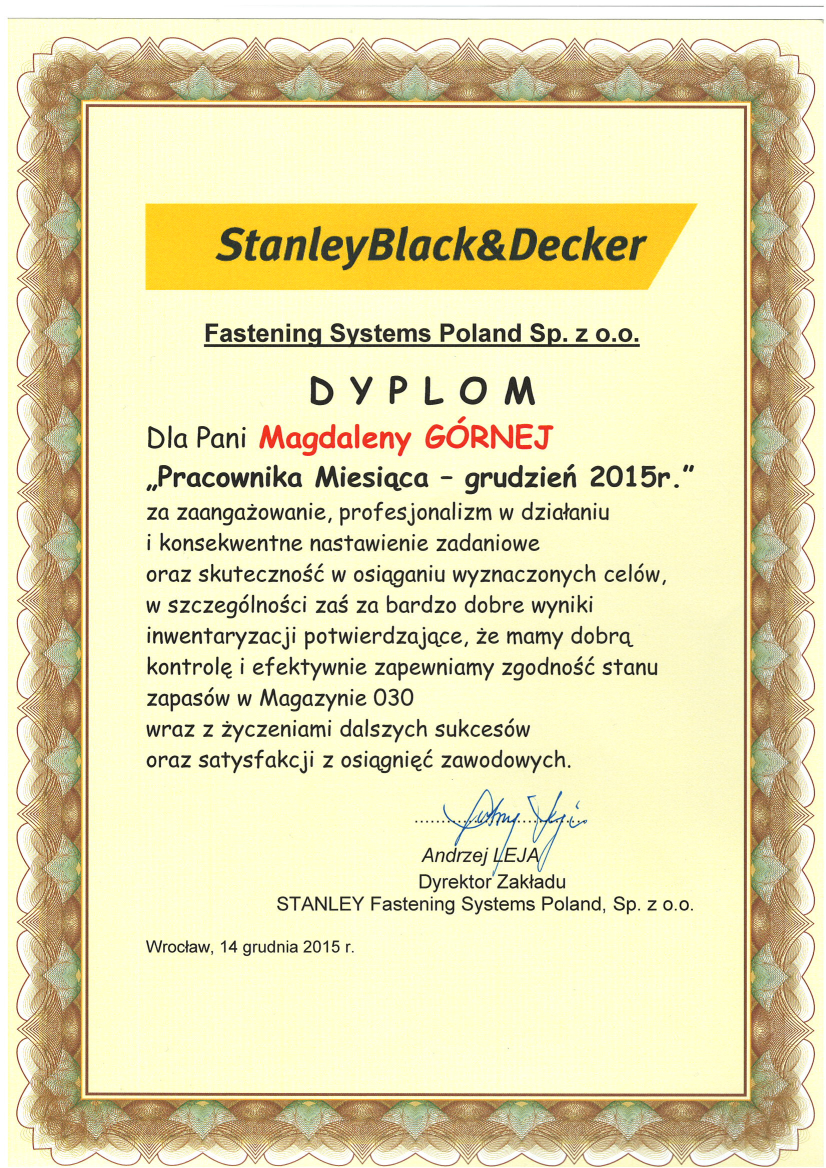 StanleyBlack&Decker
Fastening Systems Poland Sp. z o.o.
DYPLOM
Dla Pani Magdaleny GÓRNEJ
„Pracownika Miesiąca – grudzień 2015r.”
za zaangażowanie, profesjonalizm w działaniu
i konsekwentne nastawienie zadaniowe
oraz skuteczność w osiąganiu wyznaczonych celów,
w szczególności zaś za bardzo dobre wyniki
inwentaryzacji potwierdzające, że mamy dobrą
kontrolę i efektywnie zapewniamy zgodność stanu
zapasów w Magazynie 030
wraz z życzeniami dalszych sukcesów
oraz satysfakcji z osiągnięć zawodowych.
Andrzej LEJA
Dyrektor Zakładu
STANLEY Fastening Systems Poland, Sp. z o.o.
Wrocław, 14 grudnia 2015 r.